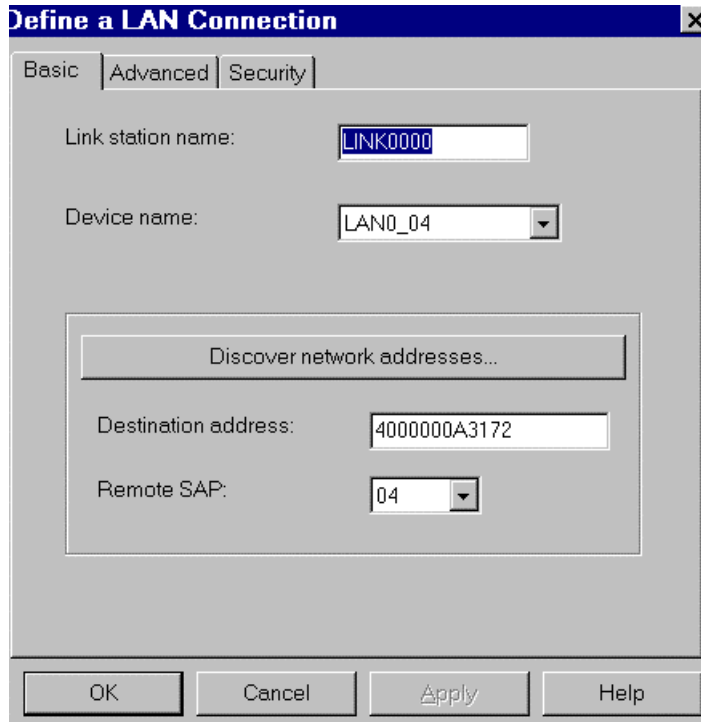 Define a LAN Connection
Basic Advanced Security
Link station name: LINK0000
Device name: LAN0_04
Discover network addresses...
Destination address: 4000000A3172
Remote SAP: 04
OK Cancel Apply Help